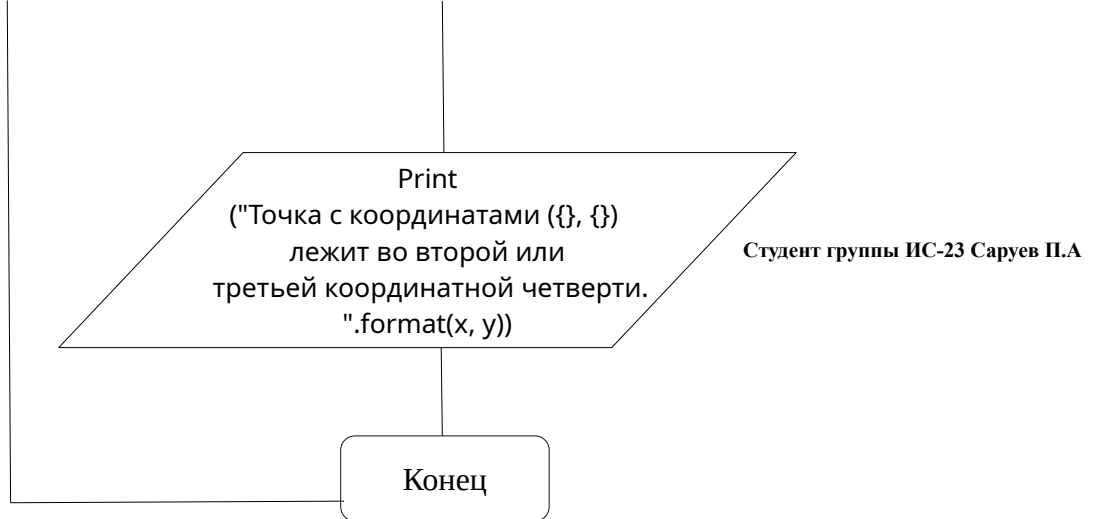 Print
("Точка с координатами ({}, {})
лежит во второй или
третьей координатной четверти.
".format(x, y))
Студент группы ИС-23 Саруев П.А
Конец